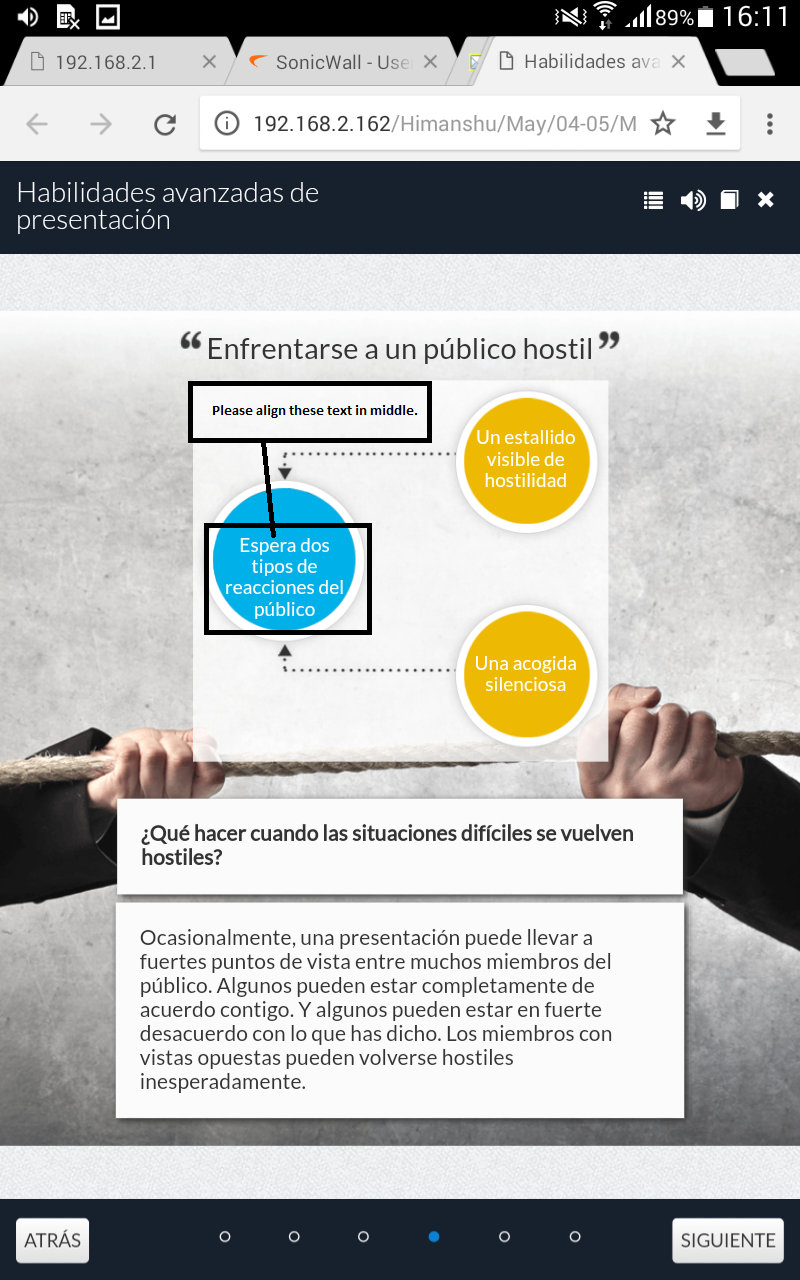 89% 16:11
192.168.2.1
SonicWall - Use
Habilidades ava
192.168.2.162/Himanshu/May/04-05/M
Habilidades avanzadas de
presentación
“Enfrentarse a un público hostil”
Please align these text in middle.
Un estallido
visible de
hostilidad
Espera dos
tipos de
reacciones del
público
Una acogida
silenciosa
¿Qué hacer cuando las situaciones difíciles se vuelven
hostiles?
Ocasionalmente, una presentación puede llevar a
fuertes puntos de vista entre muchos miembros del
público. Algunos pueden estar completamente de
acuerdo contigo. Y algunos pueden estar en fuerte
desacuerdo con lo que has dicho. Los miembros con
vistas opuestas pueden volverse hostiles
inesperadamente.
ATRÁS
SIGUIENTE